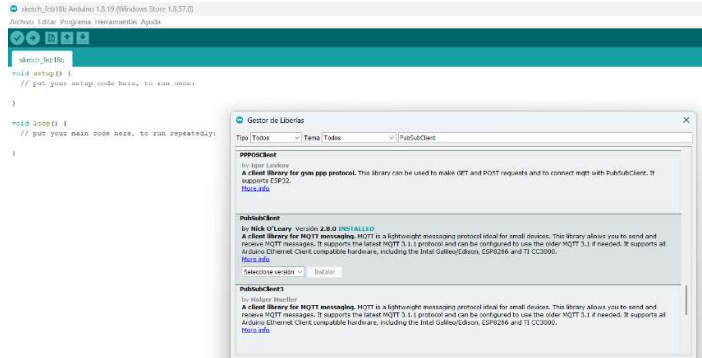 sketch_feb18b Arduino 1.8.19 (Windows Store 1.8.57.0)
Archivo Editar Programa Herramientas Ayuda
sketch_feb18b
void setup() {
// put your setup code here, to run once:
}
void loop() {
// put your main code here, to run repeatedly:
}
Gestor de Liberías
Tipo Todos Tema Todos PubSubClient
PPPOSClient
by Igor Levkov
A client library for gsm ppp protocol. This library can be used to make GET and POST requests and to connect mqtt with PubSubClient. It
supports ESP32.
More info
PubSubClient
by Nick O'Leary Versión 2.8.0 INSTALLED
A client library for MQTT messaging. MQTT is a lightweight messaging protocol ideal for small devices. This library allows you to send and
receive MQTT messages. It supports the latest MQTT 3.1.1 protocol and can be configured to use the older MQTT 3.1 if needed. It supports all
Arduino Ethernet Client compatible hardware, including the Intel Galileo/Edison, ESP8266 and TI CC3000.
More info
Seleccione versión Instalar
PubSubClient3
by Holger Mueller
A client library for MQTT messaging. MQTT is a lightweight messaging protocol ideal for small devices. This library allows you to send and
receive MQTT messages. It supports the latest MQTT 3.1.1 protocol and can be configured to use the older MQTT 3.1 if needed. It supports all
Arduino Ethernet Client compatible hardware, including the Intel Galileo/Edison, ESP8266 and TI CC3000.
More info